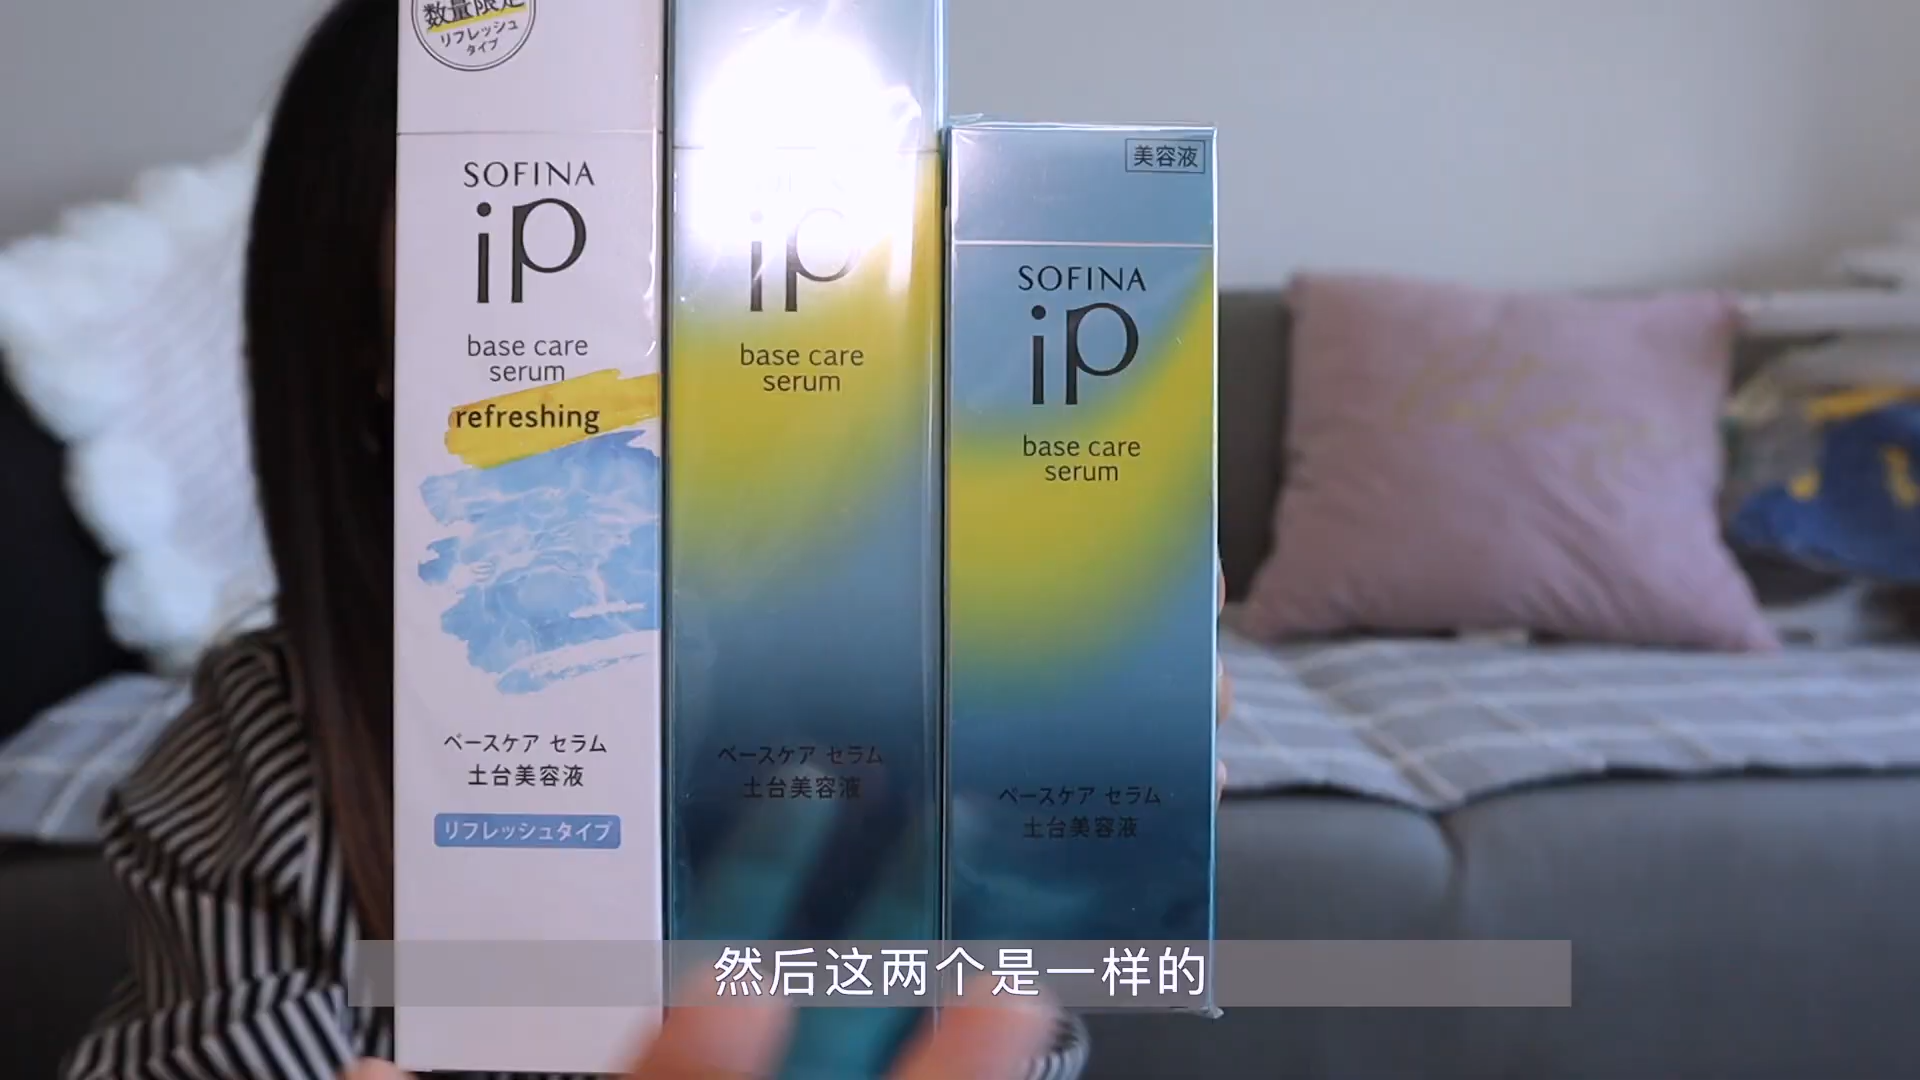 数量限定
リフレッシュ
タイプ
SOFINA
iP
base care
serum
refreshing
ベースケア セラム
土台美容液
リフレッシュタイプ
iP
base care
serum
ベースケア セラム
土台美容液
美容液
SOFINA
iP
base care
serum
ベースケア セラム
土台美容液
然后这两个是一样的